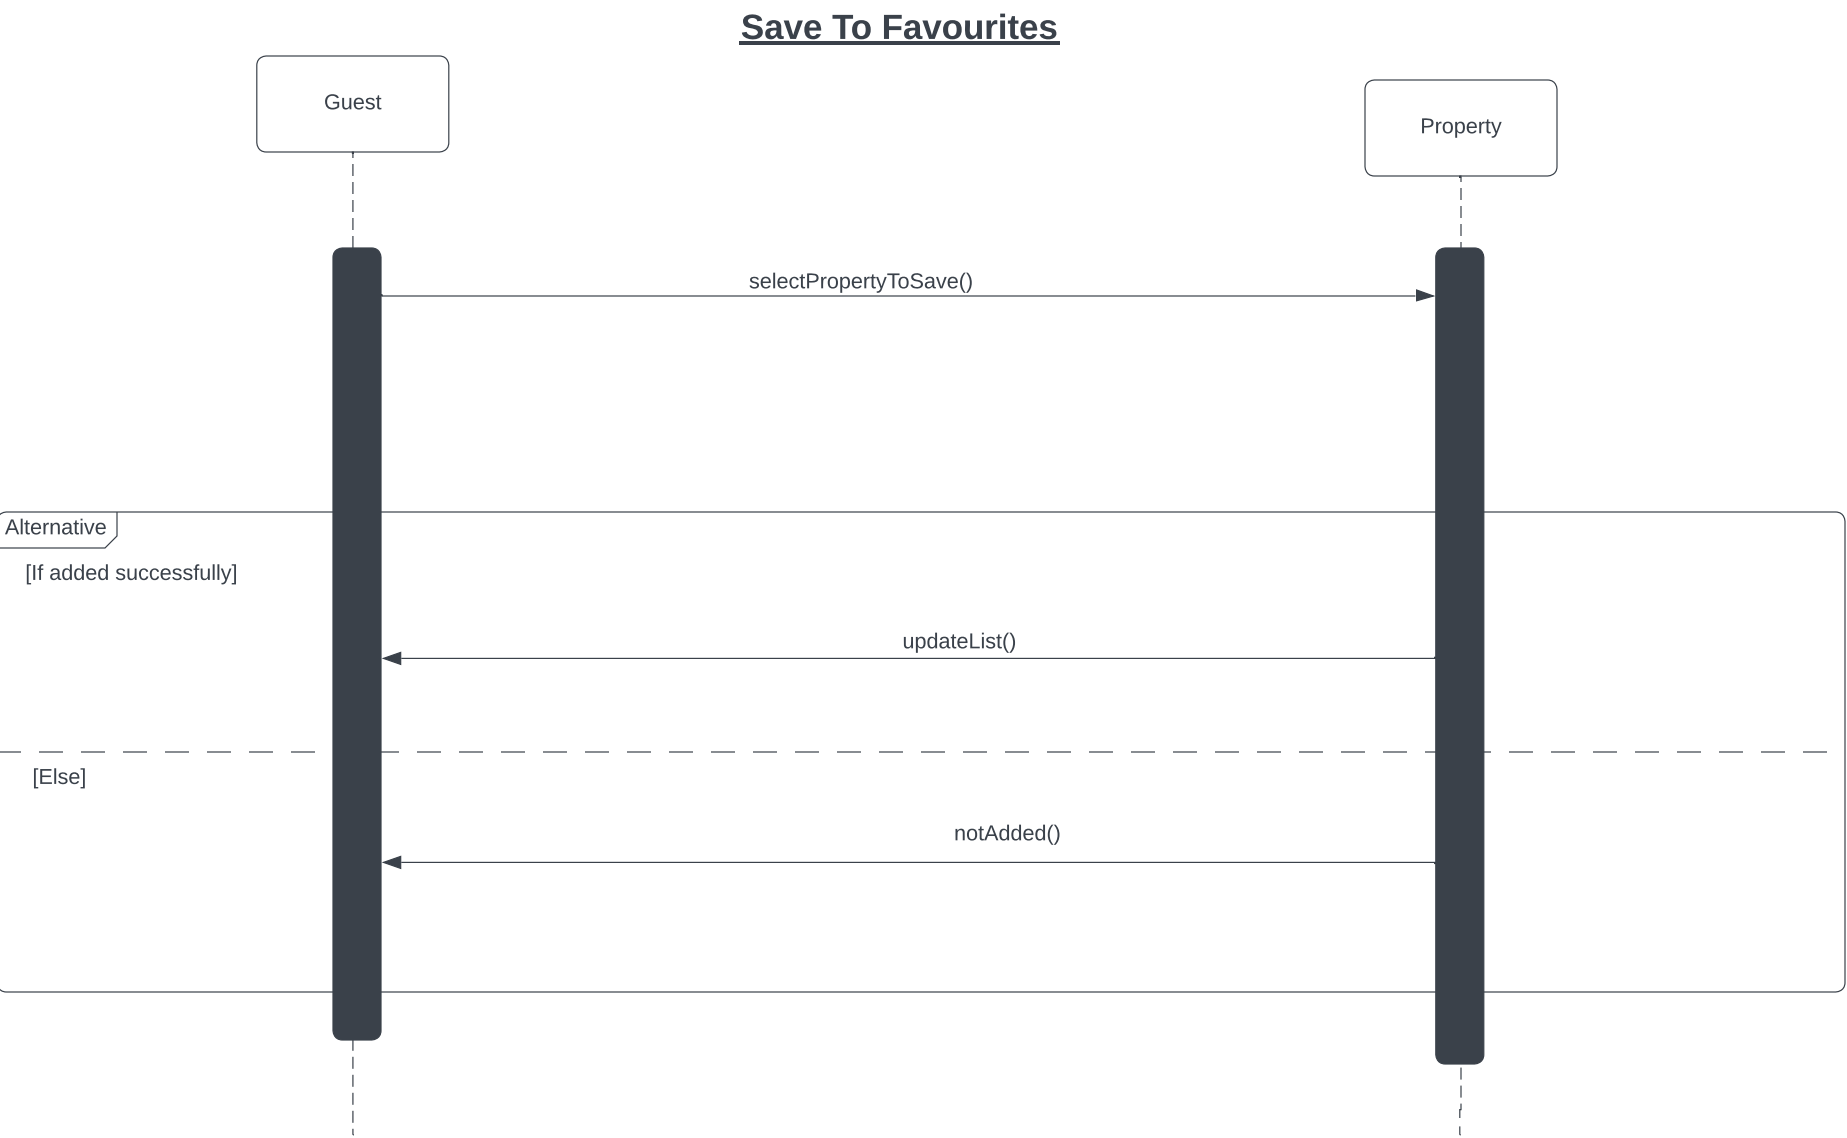 Save To Favourites
Guest
Property
selectPropertyToSave()
Alternative
[If added successfully]
updateList()
[Else]
notAdded()